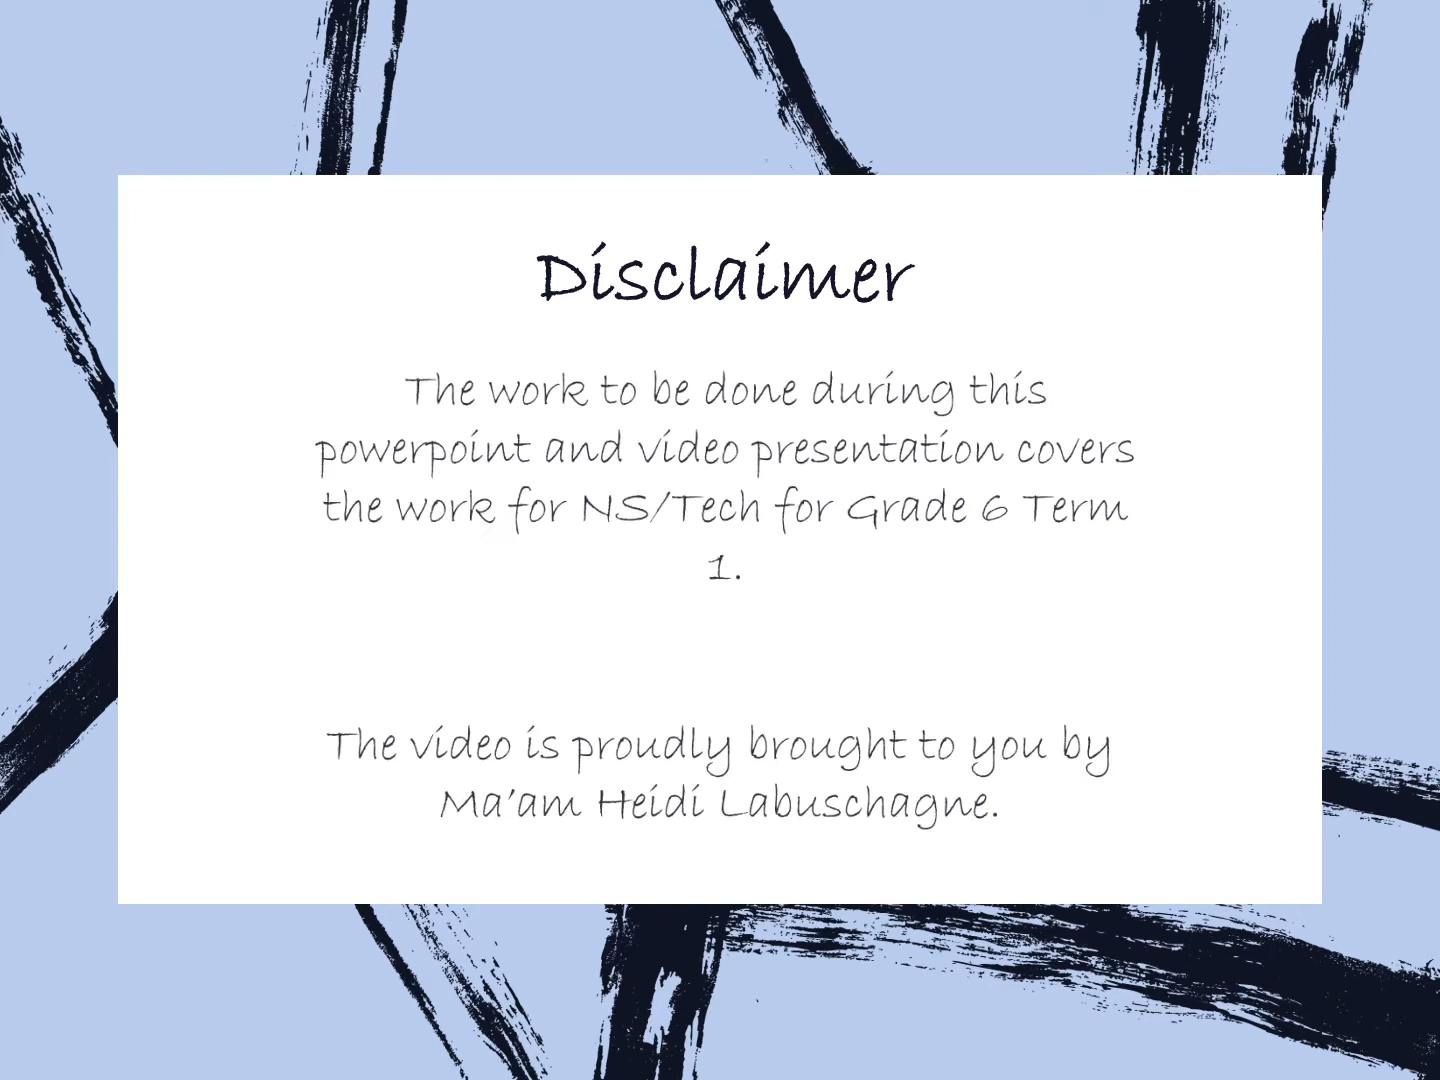 Disclaimer
The work to be done during this
powerpoint and video presentation covers
the work for NS/Tech for Grade 6 Term
1.
The video is proudly brought to you by
Ma’am Heidi Labuschagne.